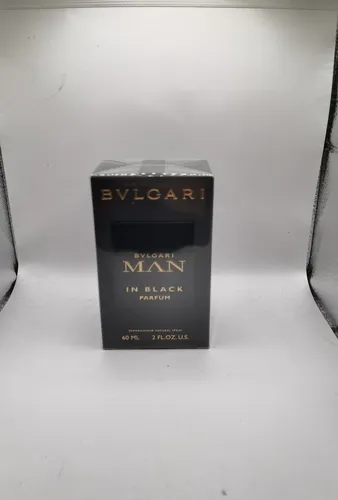 BVLGARI
BVLGARI
MAN
IN BLACK
PARFUM
60 ML 2 FL.OZ. U.S.